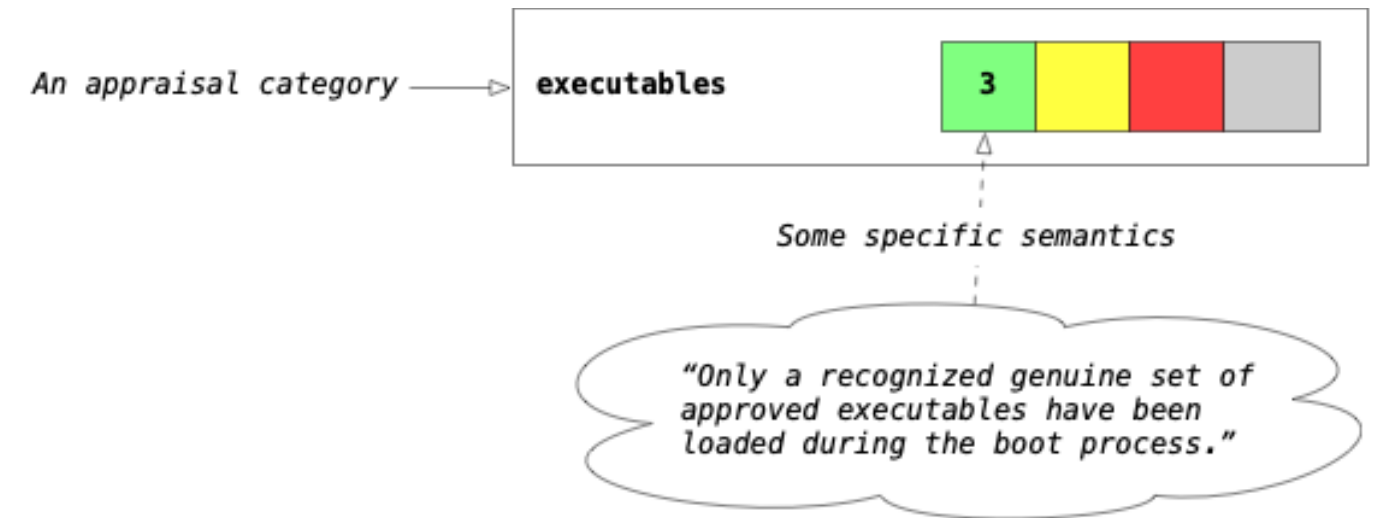 An appraisal category
executables
3
Some specific semantics
“Only a recognized genuine set of
approved executables have been
loaded during the boot process.”